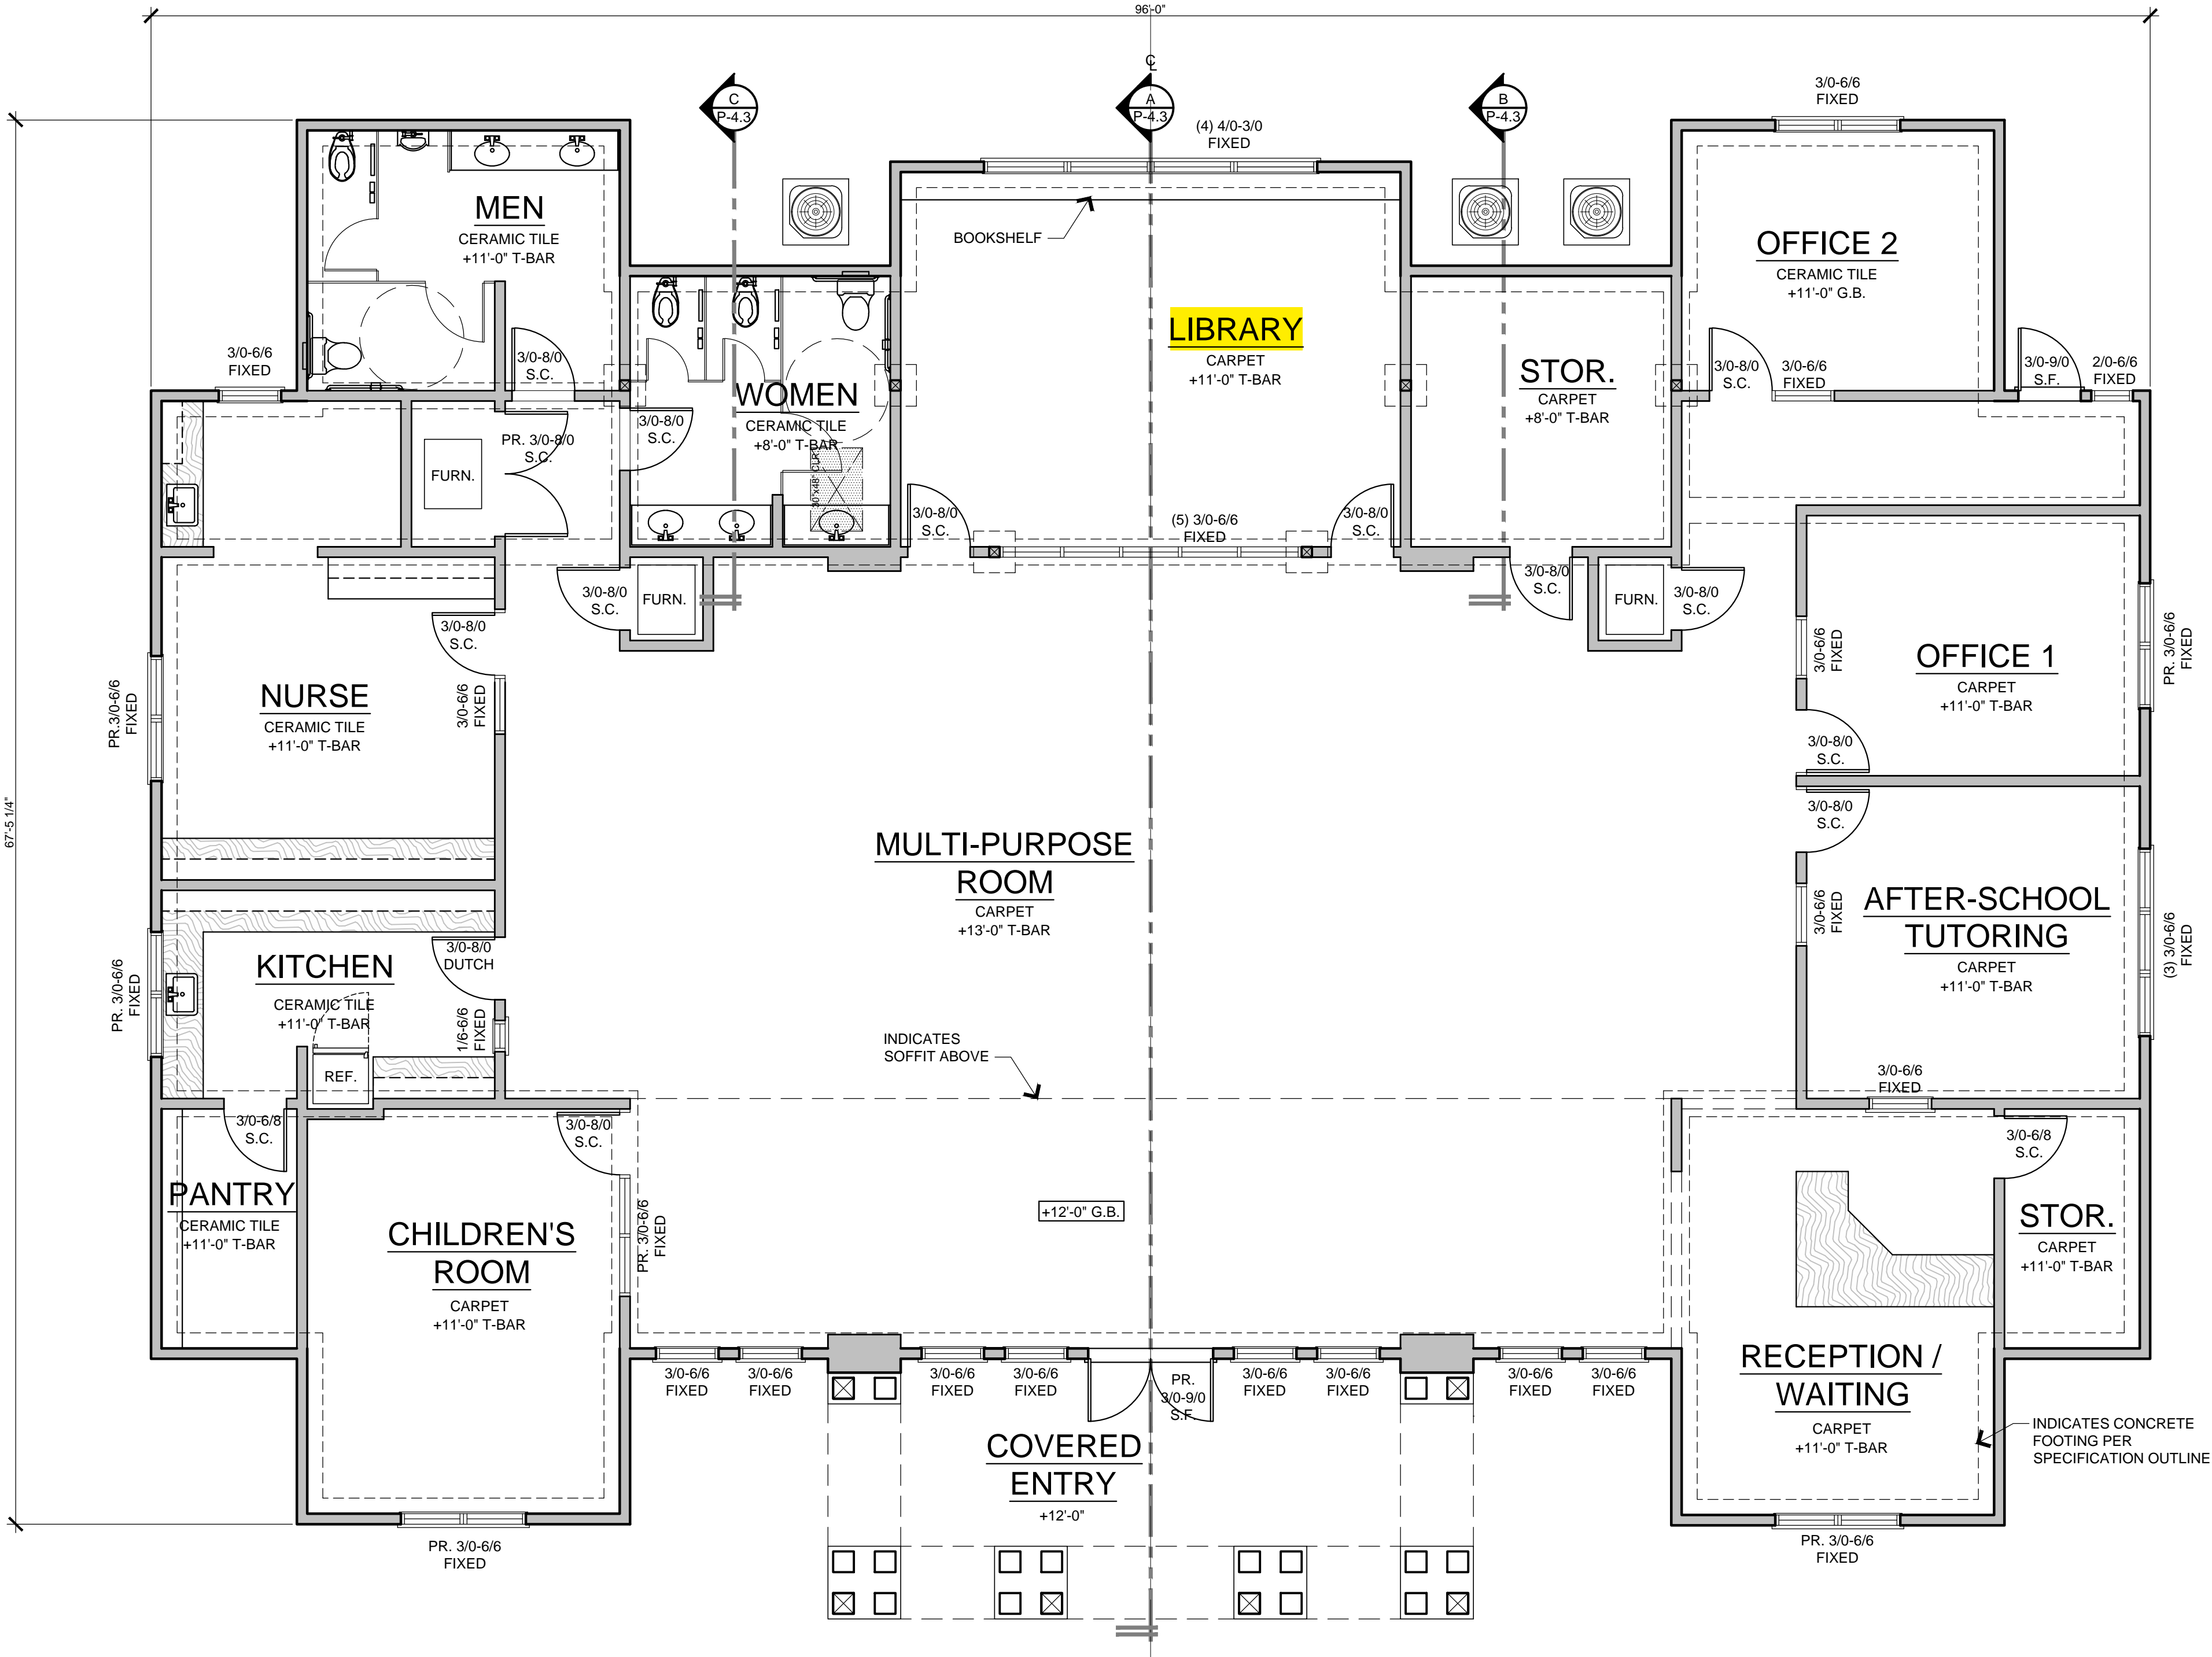 96'-0"
67'-5 1/4"
C
P-4.3
A
P-4.3
B
P-4.3
3/0-6/6
FIXED
(4) 4/0-3/0
FIXED
MEN
CERAMIC TILE
+11'-0" T-BAR
BOOKSHELF
OFFICE 2
CERAMIC TILE
+11'-0" G.B.
LIBRARY
CARPET
+11'-0" T-BAR
3/0-6/6
FIXED
3/0-8/0
S.C.
STOR.
CARPET
+8'-0" T-BAR
3/0-8/0
S.C.
3/0-6/6
FIXED
3/0-9/0
S.F.
2/0-6/6
FIXED
WOMEN
CERAMIC TILE
+8'-0" T-BAR
30"x48" CLR.
3/0-8/0
S.C.
PR. 3/0-8/0
S.C.
FURN.
3/0-8/0
S.C.
(5) 3/0-6/6
FIXED
3/0-8/0
S.C.
3/0-8/0
S.C.
FURN.
3/0-8/0
S.C.
FURN.
3/0-8/0
S.C.
3/0-8/0
S.C.
NURSE
CERAMIC TILE
+11'-0" T-BAR
PR.3/0-6/6
FIXED
3/0-6/6
FIXED
3/0-6/6
FIXED
OFFICE 1
CARPET
+11'-0" T-BAR
PR. 3/0-6/6
FIXED
3/0-8/0
S.C.
3/0-8/0
S.C.
MULTI-PURPOSE
ROOM
CARPET
+13'-0" T-BAR
3/0-6/6
FIXED
AFTER-SCHOOL
TUTORING
CARPET
+11'-0" T-BAR
(3) 3/0-6/6
FIXED
PR. 3/0-6/6
FIXED
KITCHEN
CERAMIC TILE
+11'-0" T-BAR
3/0-8/0
DUTCH
1/6-6/6
FIXED
REF.
INDICATES
SOFFIT ABOVE
3/0-6/6
FIXED
3/0-6/8
S.C.
3/0-8/0
S.C.
3/0-6/8
S.C.
PANTRY
CERAMIC TILE
+11'-0" T-BAR
CHILDREN'S
ROOM
CARPET
+11'-0" T-BAR
PR. 3/0-6/6
FIXED
+12'-0" G.B.
STOR.
CARPET
+11'-0" T-BAR
RECEPTION /
WAITING
CARPET
+11'-0" T-BAR
3/0-6/6
FIXED
3/0-6/6
FIXED
3/0-6/6
FIXED
3/0-6/6
FIXED
PR.
3/0-9/0
S.F.
3/0-6/6
FIXED
3/0-6/6
FIXED
3/0-6/6
FIXED
3/0-6/6
FIXED
COVERED
ENTRY
+12'-0"
INDICATES CONCRETE
FOOTING PER
SPECIFICATION OUTLINE
PR. 3/0-6/6
FIXED
PR. 3/0-6/6
FIXED